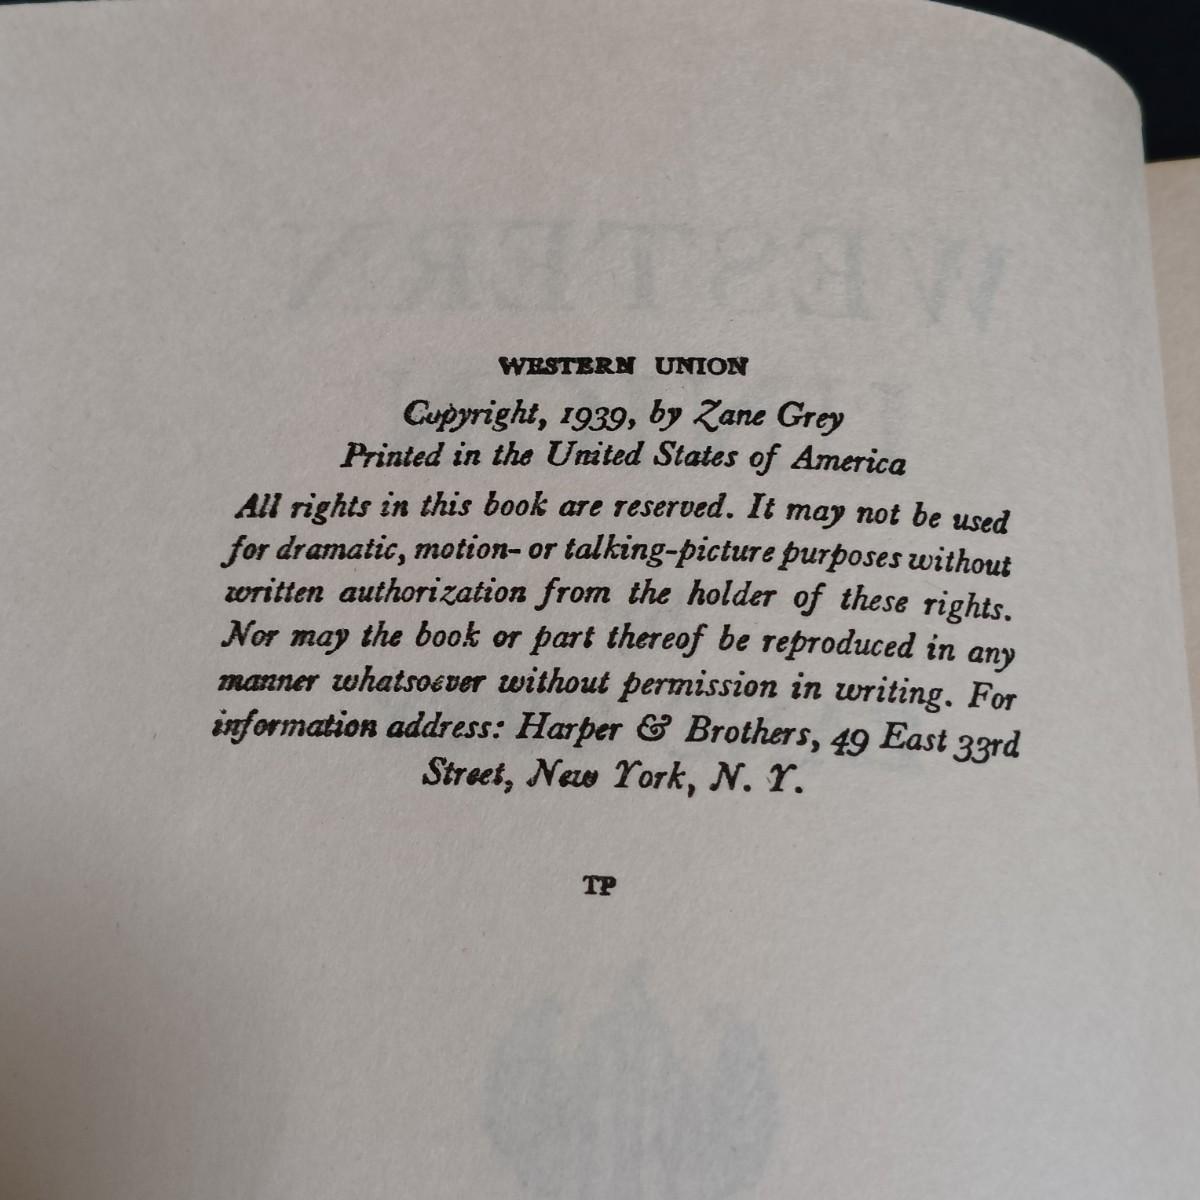 WESTERN
WESTERN UNION
Copyright, 1939, by Zane Grey
Printed in the United States of America
All rights in this book are reserved. It may not be used
for dramatic, motion- or talking-picture purposes without
written authorization from the holder of these rights.
Nor may the book or part thereof be reproduced in any
manner whatsoever without permission in writing. For
information address: Harper & Brothers, 49 East 33rd
Street, New York, N. Y.
TP